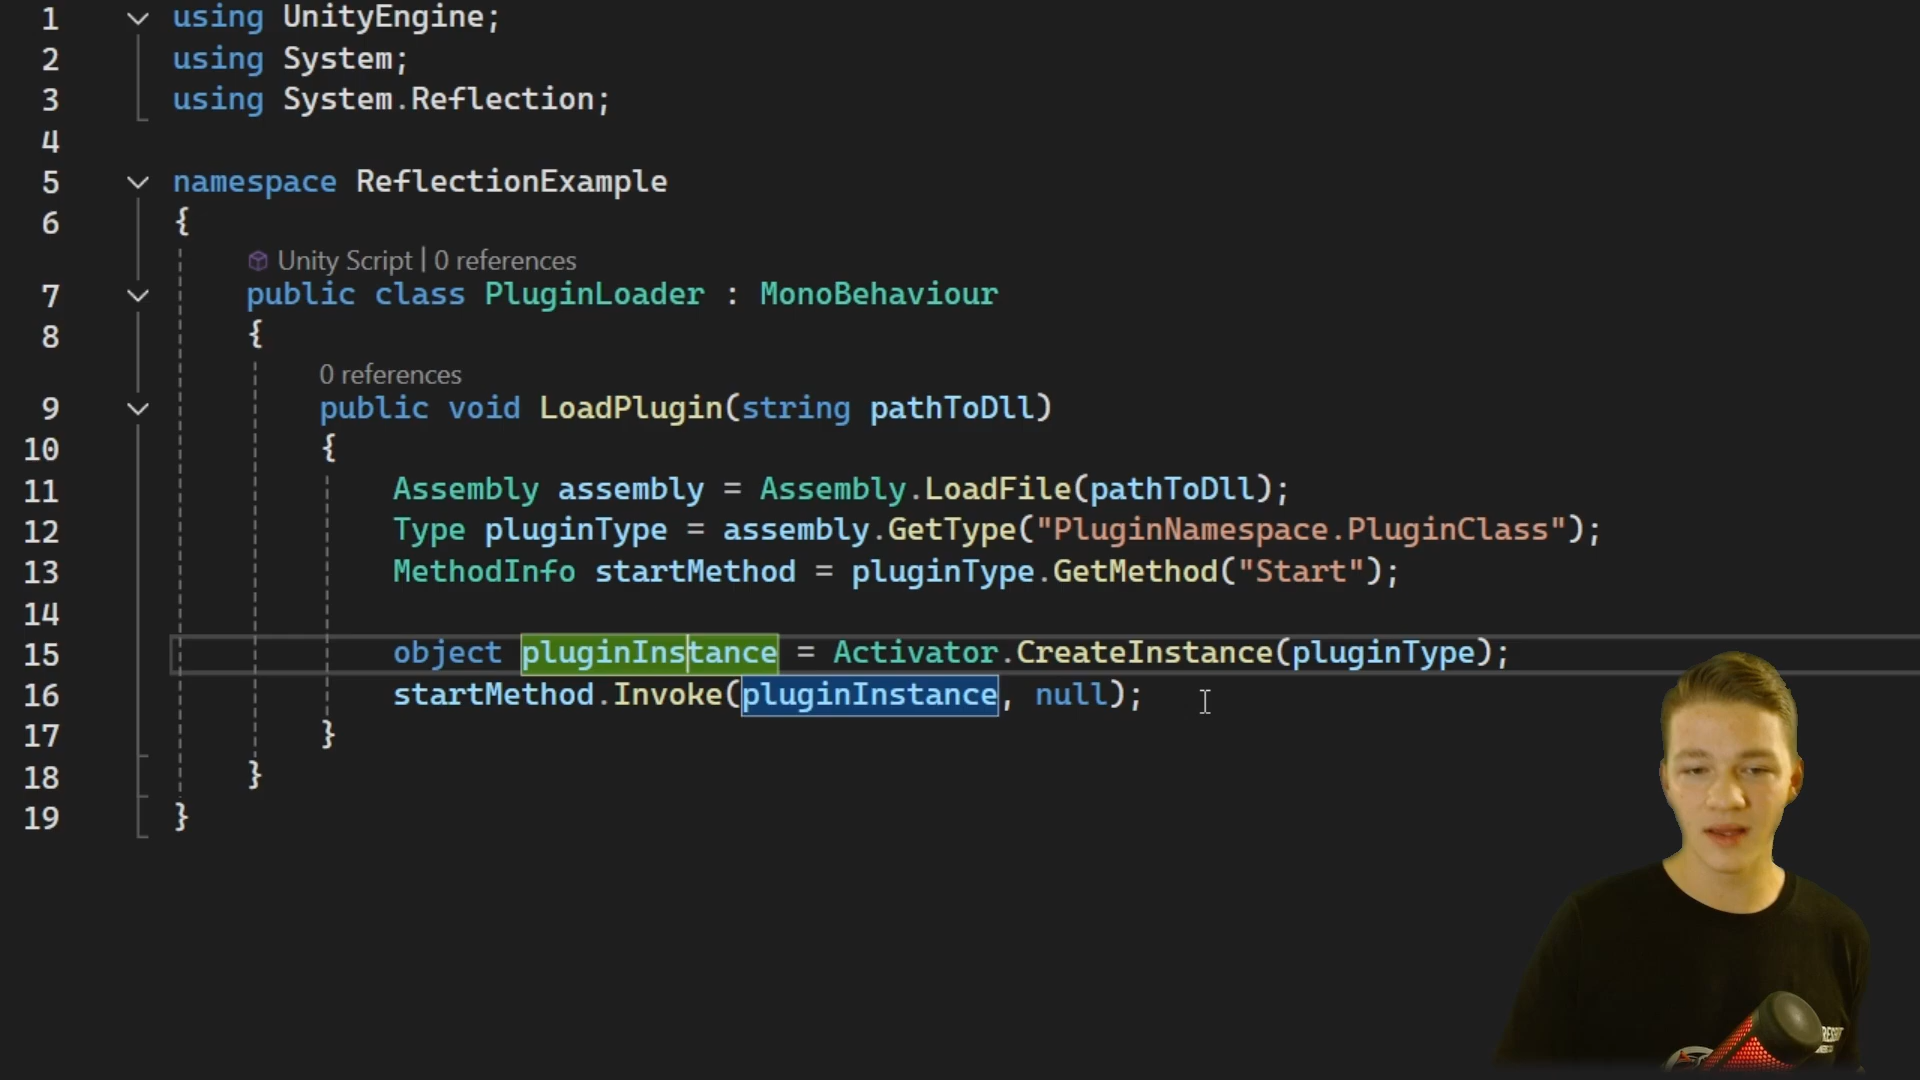 1 using UnityEngine;
2 using System;
3 using System.Reflection;
4
5 namespace ReflectionExample
6 {
Unity Script | 0 references
7 public class PluginLoader : MonoBehaviour
8 {
0 references
9 public void LoadPlugin(string pathToDll)
10 {
11 Assembly assembly = Assembly.LoadFile(pathToDll);
12 Type pluginType = assembly.GetType("PluginNamespace.PluginClass");
13 MethodInfo startMethod = pluginType.GetMethod("Start");
14
15 object pluginInstance = Activator.CreateInstance(pluginType);
16 startMethod.Invoke(pluginInstance, null);
17 }
18 }
19 }